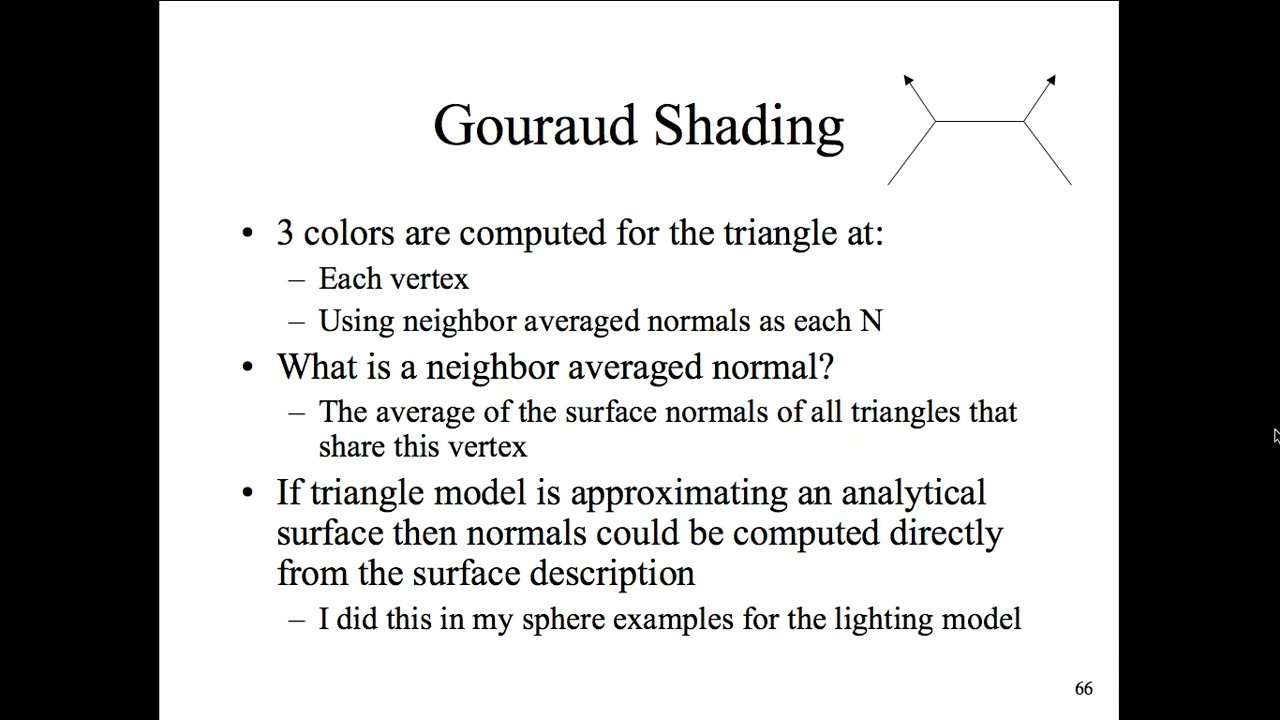 Gouraud Shading
• 3 colors are computed for the triangle at:
– Each vertex
– Using neighbor averaged normals as each N
• What is a neighbor averaged normal?
– The average of the surface normals of all triangles that
share this vertex
• If triangle model is approximating an analytical
surface then normals could be computed directly
from the surface description
– I did this in my sphere examples for the lighting model
66